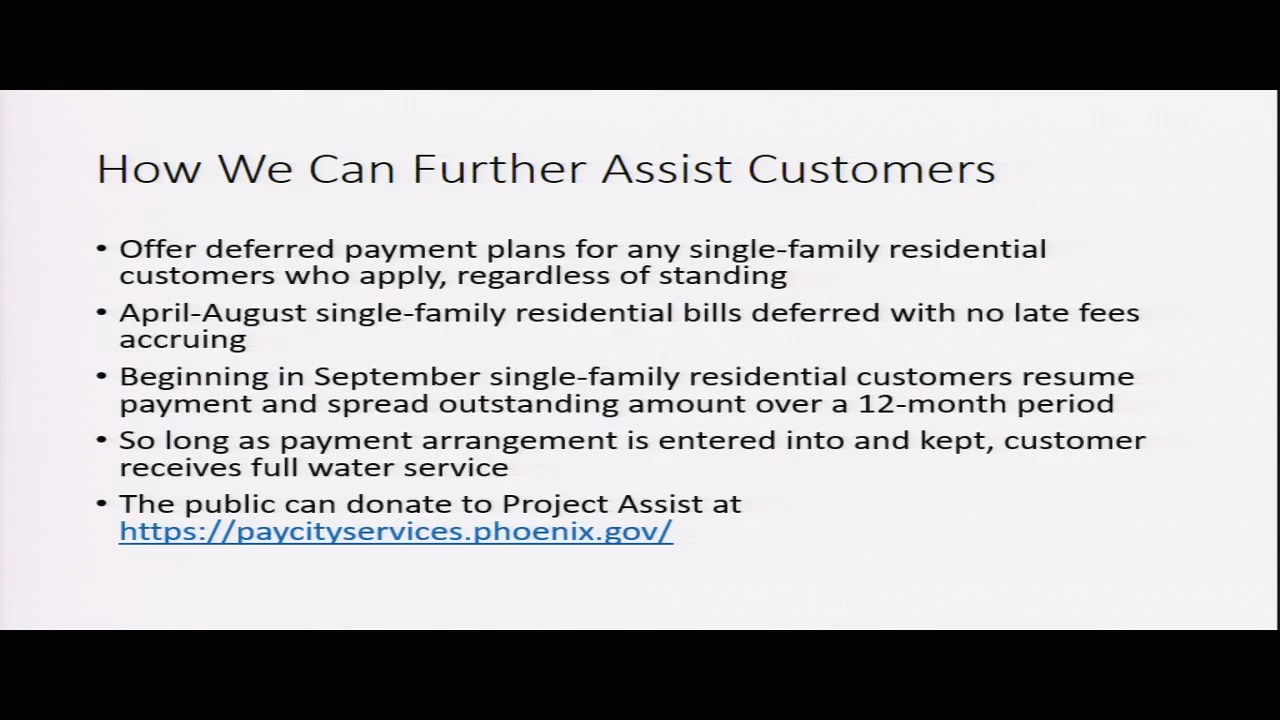 How We Can Further Assist Customers
• Offer deferred payment plans for any single-family residential
customers who apply, regardless of standing
• April-August single-family residential bills deferred with no late fees
accruing
• Beginning in September single-family residential customers resume
payment and spread outstanding amount over a 12-month period
• So long as payment arrangement is entered into and kept, customer
receives full water service
• The public can donate to Project Assist at
https://paycityservices.phoenix.gov/